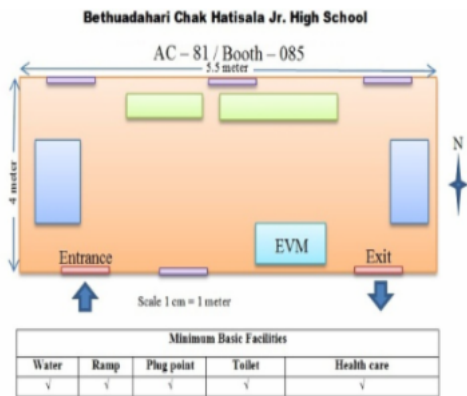 Bethuadahari Chak Hatisala Jr. High School
AC – 81 / Booth – 085
5.5 meter
4 meter
N
Entrance
EVM
Exit
Scale 1 cm = 1 meter
Minimum Basic Facilities
Water Ramp Plug point Toilet Health care
√ √ √ √ √